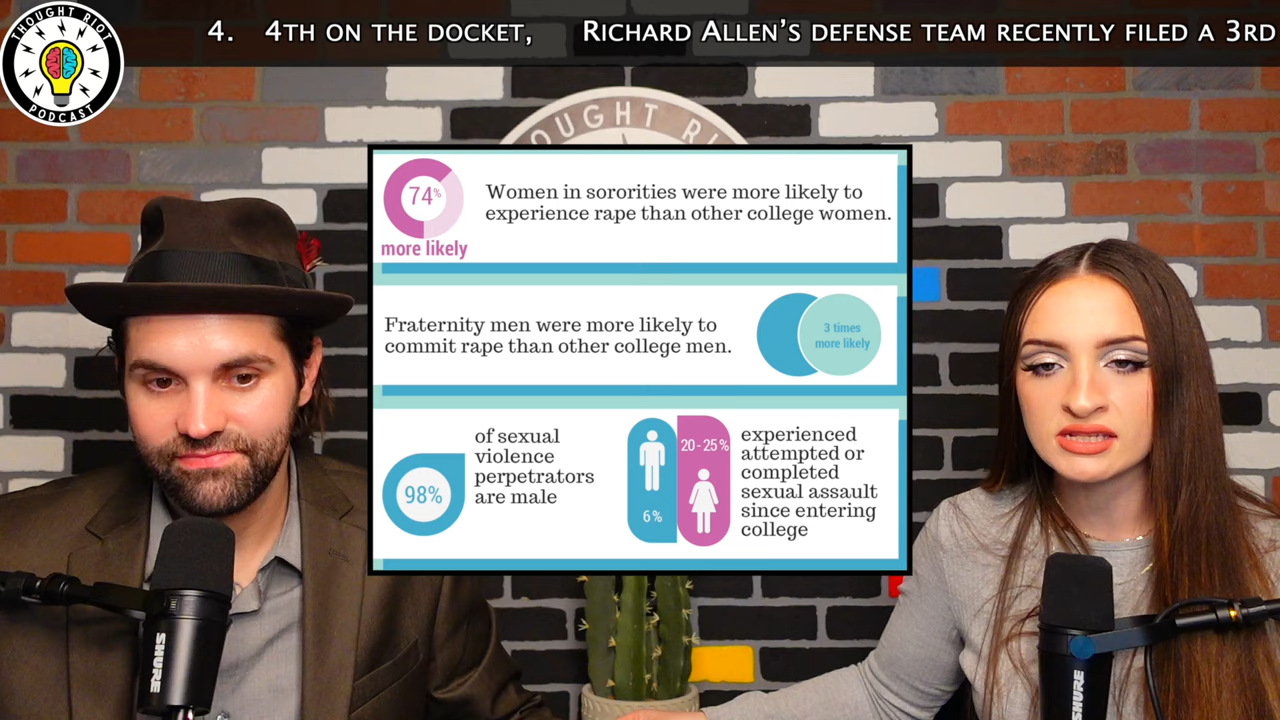 THOUGHT RIOT
PODCAST
4. 4TH ON THE DOCKET, RICHARD ALLEN'S DEFENSE TEAM RECENTLY FILED A 3RD
OUGHT RI
74%
more likely
Women in sororities were more likely to
experience rape than other college women.
Fraternity men were more likely to
commit rape than other college men.
3 times
more likely
98%
of sexual
violence
perpetrators
are male
6%
20-25%
experienced
attempted or
completed
sexual assault
since entering
college
SHURE
SHURE